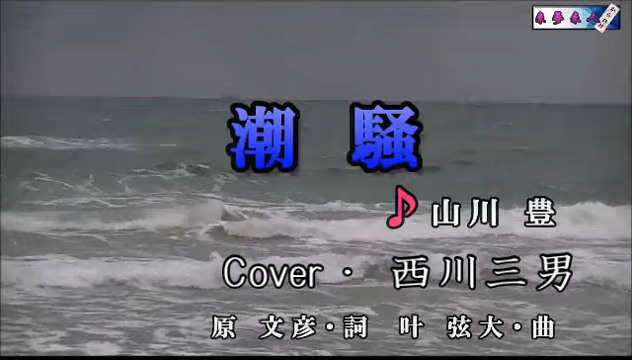 潮 騒
山川 豊
Cover・ 西川三男
原 文彦・詞 叶 弦大・曲